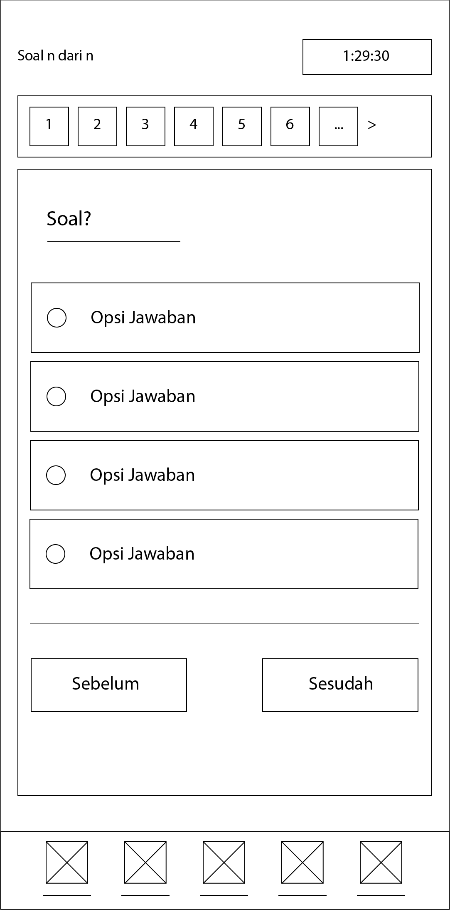 Soal n dari n
1:29:30
1 2 3 4 5 6 ... >
Soal?
Opsi Jawaban
Opsi Jawaban
Opsi Jawaban
Opsi Jawaban
Sebelum Sesudah